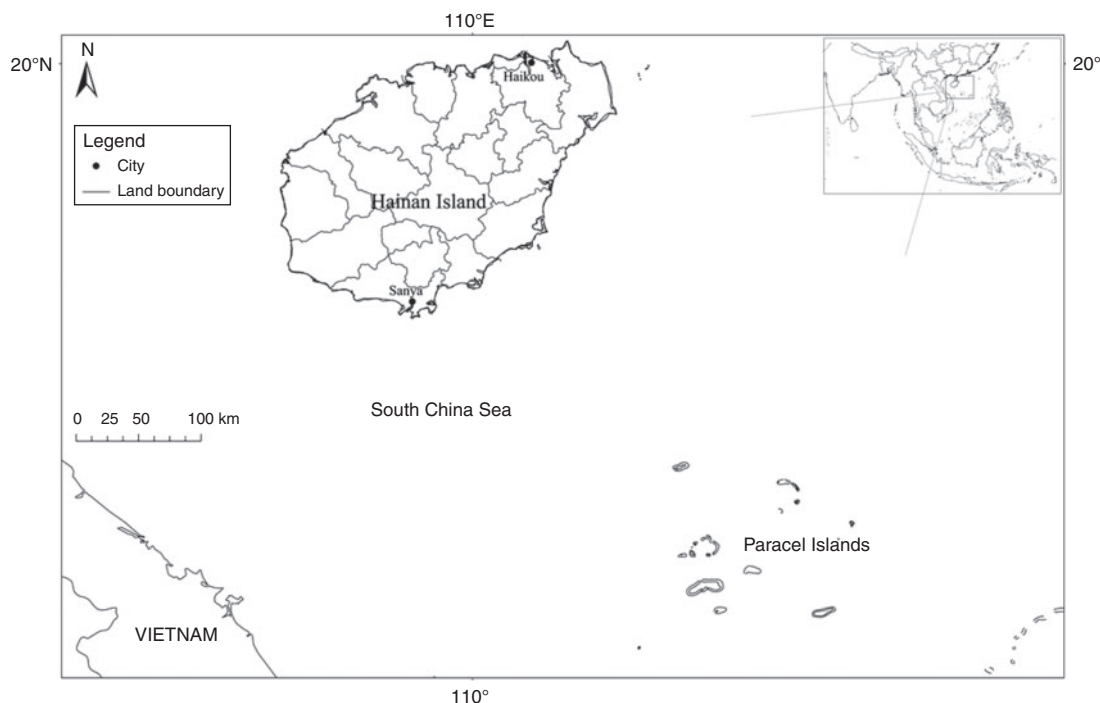 110°E
20°N
20°
N
Haikou
Legend
City
Land boundary
Hainan Island
Sanya
South China Sea
0 25 50 100 km
Paracel Islands
VIETNAM
110°